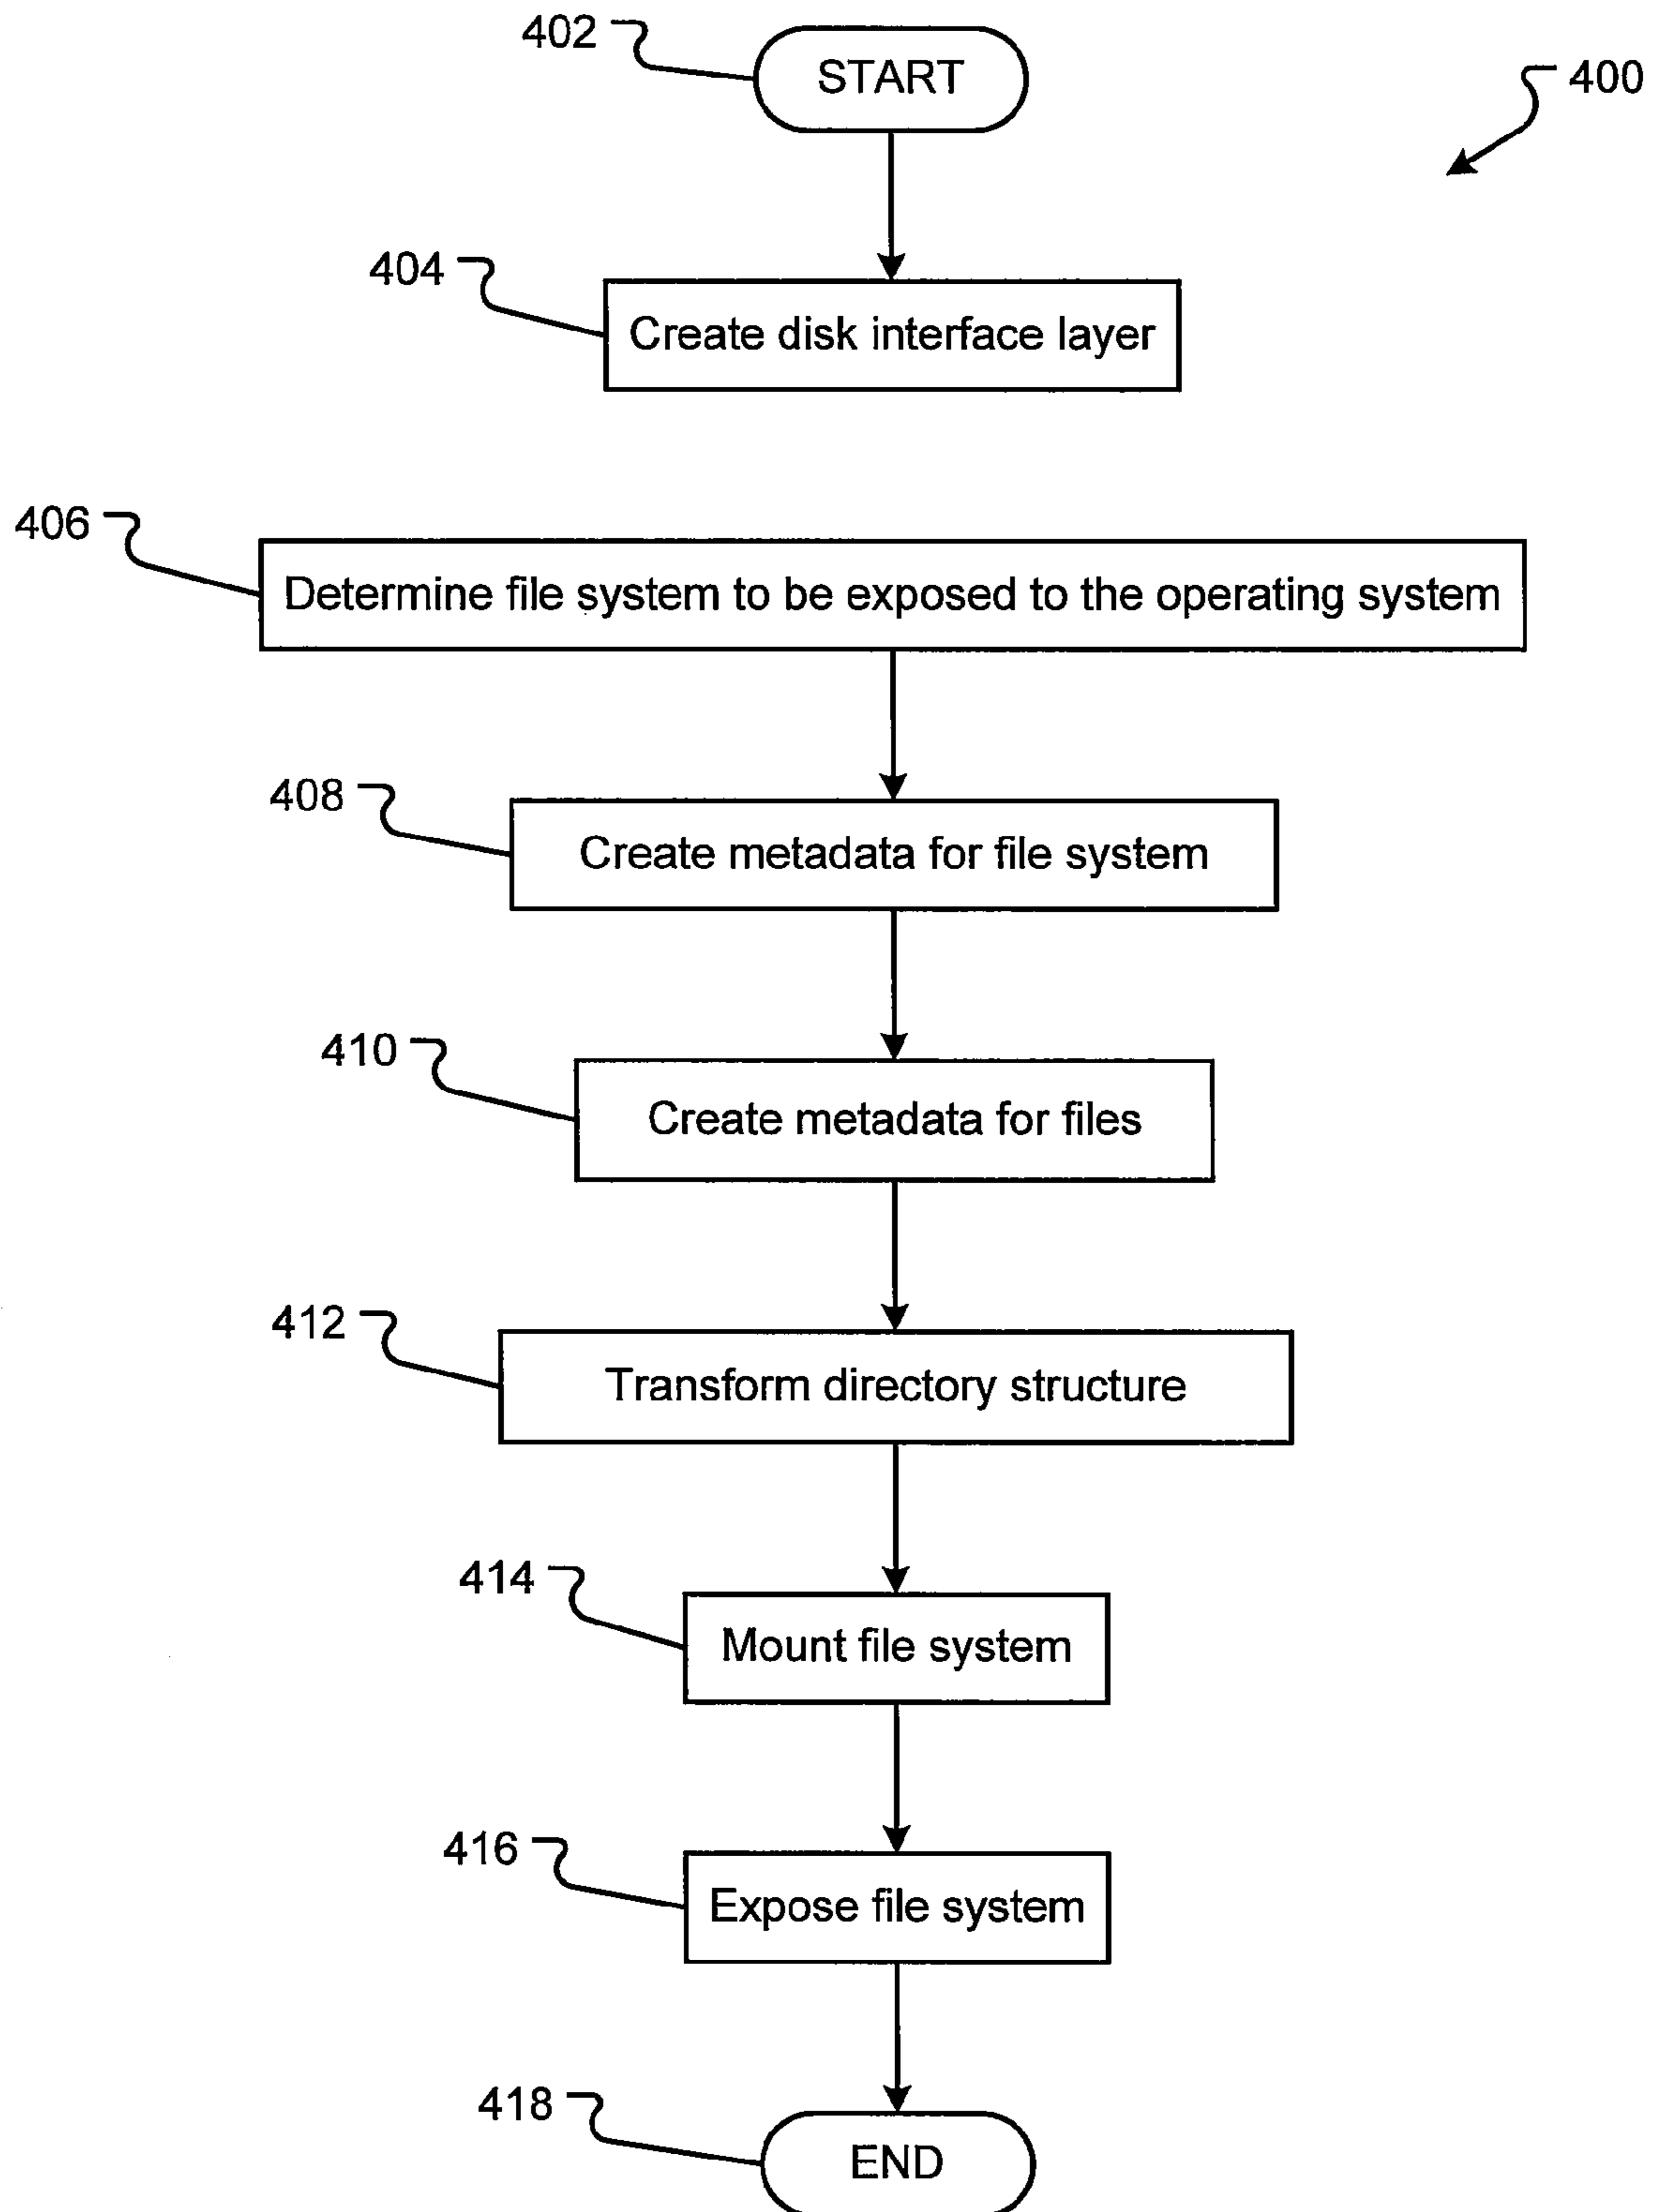 402
START
400
404
Create disk interface layer
406
Determine file system to be exposed to the operating system
408
Create metadata for file system
410
Create metadata for files
412
Transform directory structure
414
Mount file system
416
Expose file system
418
END